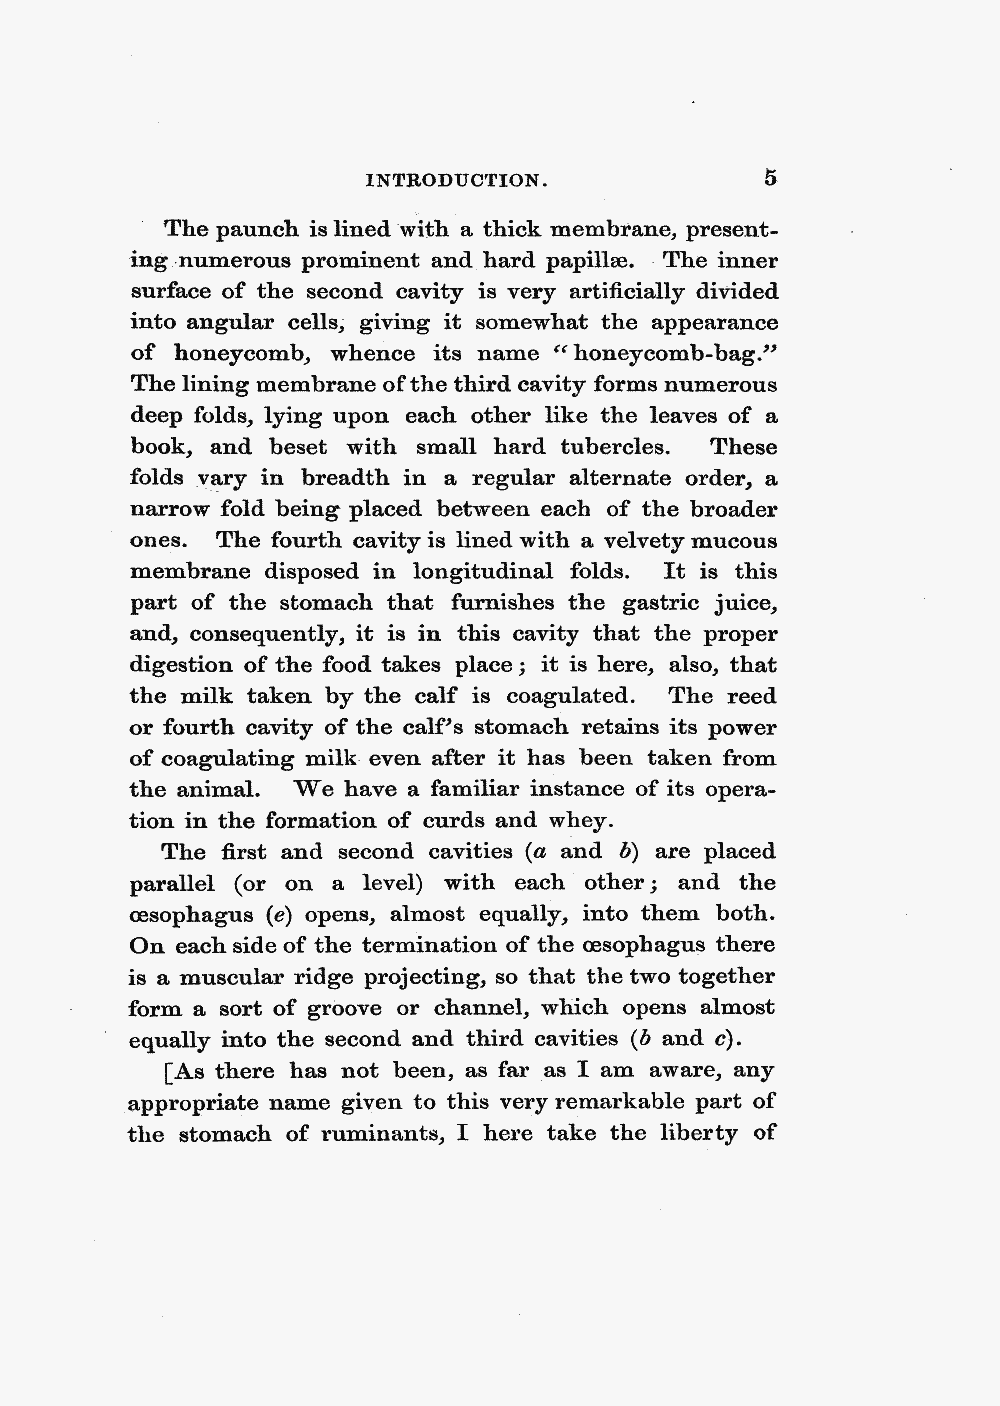 INTRODUCTION. 5
The paunch is lined with a thick membrane, present-
ing numerous prominent and hard papillæ. The inner
surface of the second cavity is very artificially divided
into angular cells, giving it somewhat the appearance
of honeycomb, whence its name “honeycomb-bag.”
The lining membrane of the third cavity forms numerous
deep folds, lying upon each other like the leaves of a
book, and beset with small hard tubercles. These
folds vary in breadth in a regular alternate order, a
narrow fold being placed between each of the broader
ones. The fourth cavity is lined with a velvety mucous
membrane disposed in longitudinal folds. It is this
part of the stomach that furnishes the gastric juice,
and, consequently, it is in this cavity that the proper
digestion of the food takes place; it is here, also, that
the milk taken by the calf is coagulated. The reed
or fourth cavity of the calf’s stomach retains its power
of coagulating milk even after it has been taken from
the animal. We have a familiar instance of its opera-
tion in the formation of curds and whey.
The first and second cavities (a and b) are placed
parallel (or on a level) with each other; and the
œsophagus (e) opens, almost equally, into them both.
On each side of the termination of the œsophagus there
is a muscular ridge projecting, so that the two together
form a sort of groove or channel, which opens almost
equally into the second and third cavities (b and c).
[As there has not been, as far as I am aware, any
appropriate name given to this very remarkable part of
the stomach of ruminants, I here take the liberty of